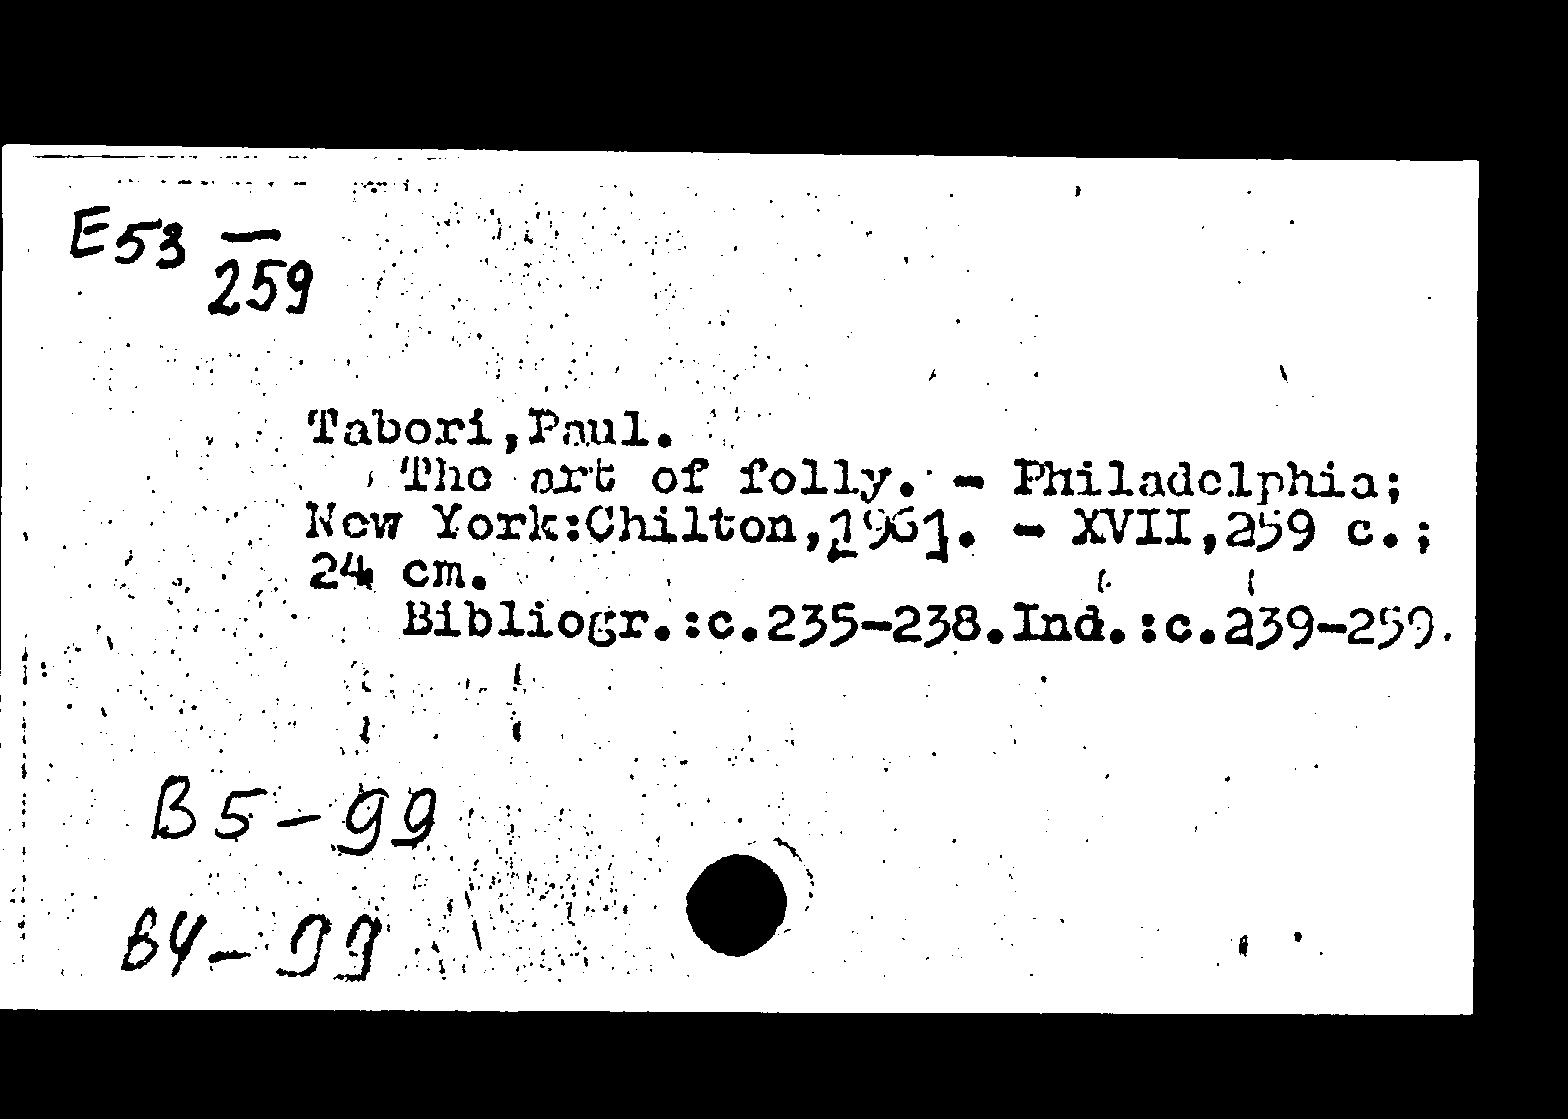 E53 —
259
Tabori,Paul.
The art of folly. - Philadelphia;
New York:Chilton,1961. - XVII,259 c.;
24 cm.
Bibliogr.:c.235-238.Ind.:c.239-259.
B5-99
B4-99